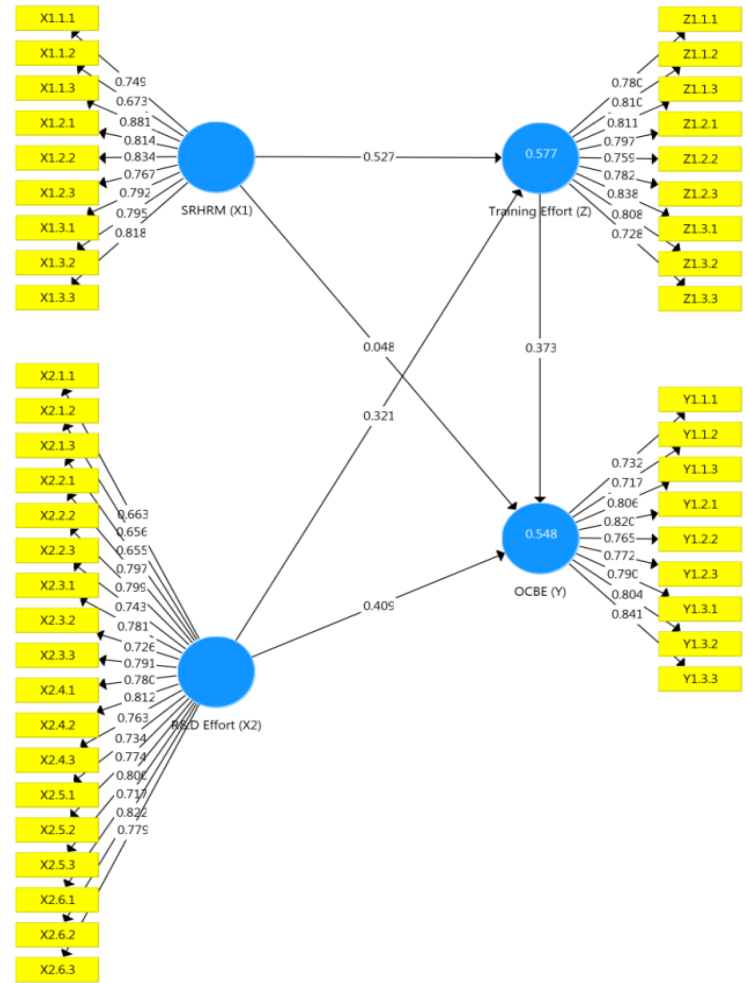 X1.1.1
X1.1.2
X1.1.3
X1.2.1
X1.2.2
X1.2.3
X1.3.1
X1.3.2
X1.3.3
0.749
0.673
0.881
0.814
0.834
0.767
0.792
0.795
0.818
SRHRM (X1)
0.527
0.577
Training Effort (Z)
0.780
0.810
0.811
0.797
0.759
0.782
0.838
0.808
0.728
Z1.1.1
Z1.1.2
Z1.1.3
Z1.2.1
Z1.2.2
Z1.2.3
Z1.3.1
Z1.3.2
Z1.3.3
0.048
0.321
0.373
X2.1.1
X2.1.2
X2.1.3
X2.2.1
X2.2.2
X2.2.3
X2.3.1
X2.3.2
X2.3.3
X2.4.1
X2.4.2
X2.4.3
X2.5.1
X2.5.2
X2.5.3
X2.6.1
X2.6.2
X2.6.3
0.663
0.656
0.655
0.797
0.799
0.743
0.781
0.726
0.791
0.780
0.812
0.763
0.734
0.774
0.800
0.717
0.822
0.779
R&D Effort (X2)
0.409
0.548
OCBE (Y)
0.732
0.717
0.806
0.820
0.765
0.772
0.790
0.804
0.841
Y1.1.1
Y1.1.2
Y1.1.3
Y1.2.1
Y1.2.2
Y1.2.3
Y1.3.1
Y1.3.2
Y1.3.3